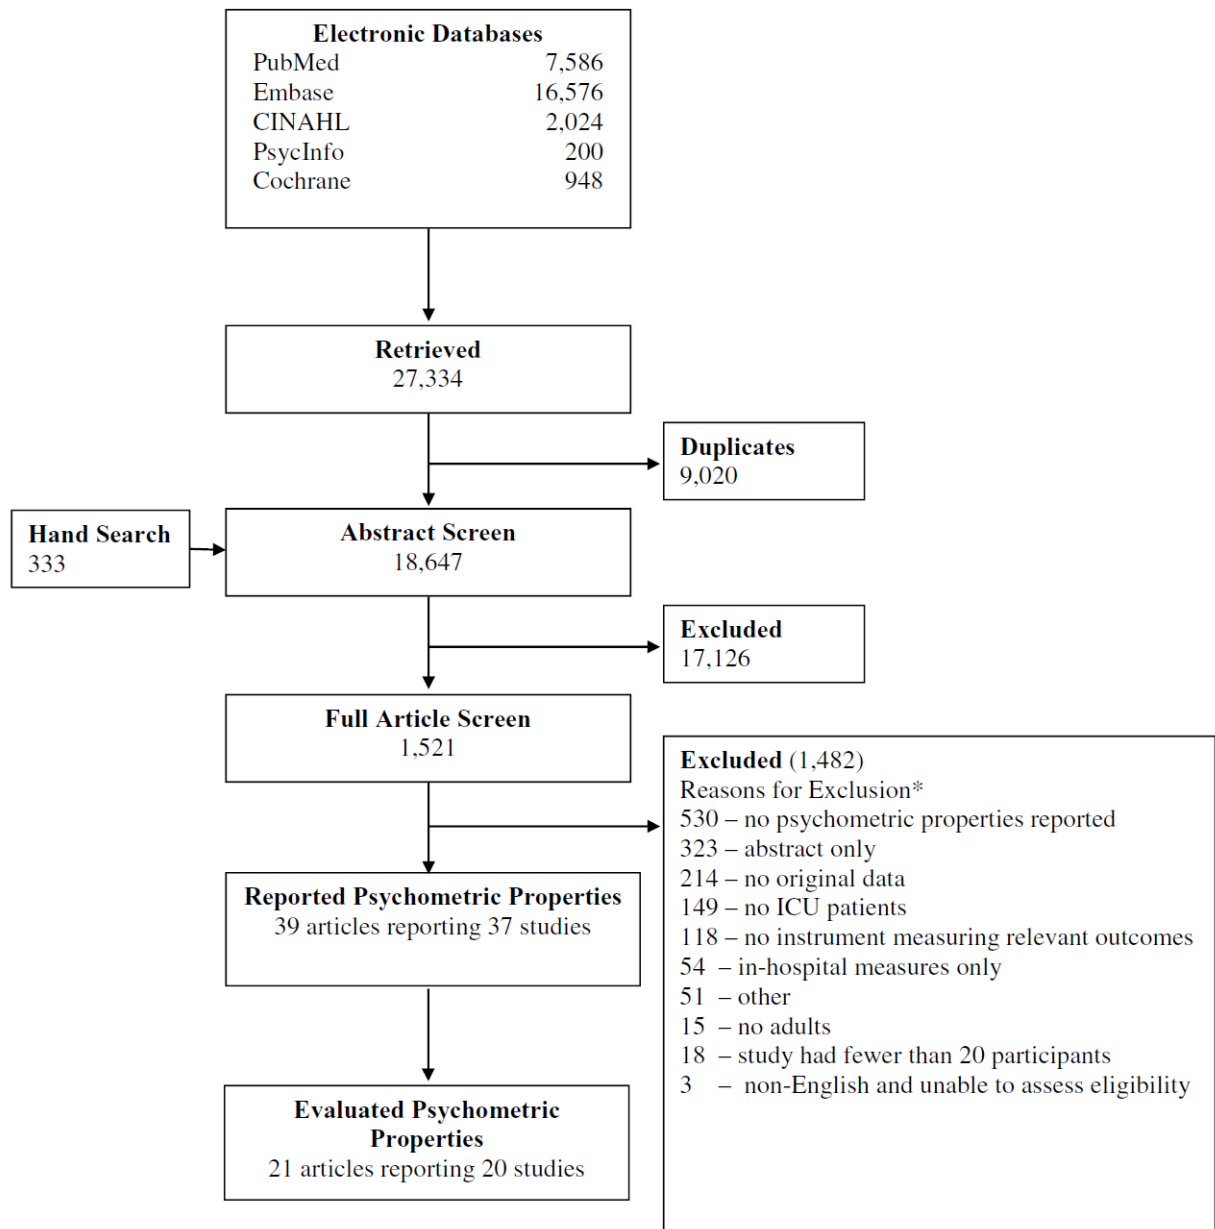 Electronic Databases
PubMed 7,586
Embase 16,576
CINAHL 2,024
PsycInfo 200
Cochrane 948
Retrieved
27,334
Duplicates
9,020
Hand Search
333
Abstract Screen
18,647
Excluded
17,126
Full Article Screen
1,521
Excluded (1,482)
Reasons for Exclusion*
530 – no psychometric properties reported
323 – abstract only
214 – no original data
149 – no ICU patients
118 – no instrument measuring relevant outcomes
54 – in-hospital measures only
51 – other
15 – no adults
18 – study had fewer than 20 participants
3 – non-English and unable to assess eligibility
Reported Psychometric Properties
39 articles reporting 37 studies
Evaluated Psychometric
Properties
21 articles reporting 20 studies